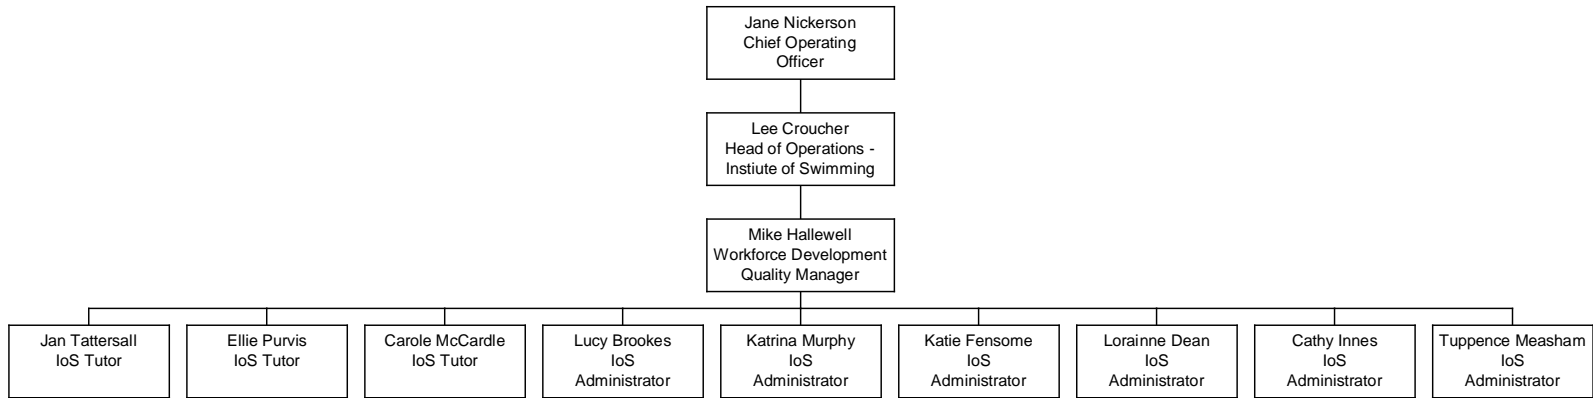 Jane Nickerson
Chief Operating
Officer
Lee Croucher
Head of Operations -
Instiute of Swimming
Mike Hallewell
Workforce Development
Quality Manager
Jan Tattersall
IoS Tutor
Ellie Purvis
IoS Tutor
Carole McCardle
IoS Tutor
Lucy Brookes
IoS
Administrator
Katrina Murphy
IoS
Administrator
Katie Fensome
IoS
Administrator
Lorainne Dean
IoS
Administrator
Cathy Innes
IoS
Administrator
Tuppence Measham
IoS
Administrator